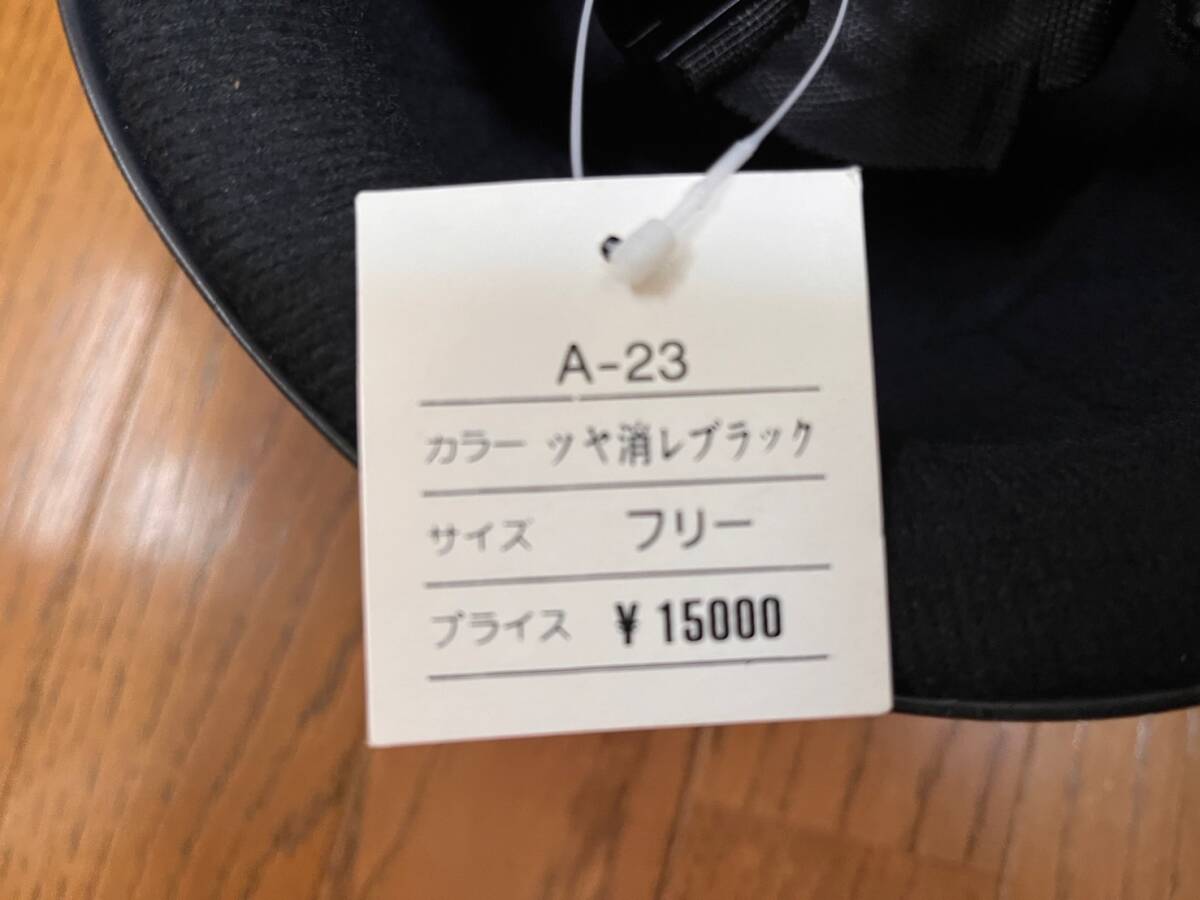 A-23
カラー ツヤ消しブラック
サイズ フリー
プライス ¥15000